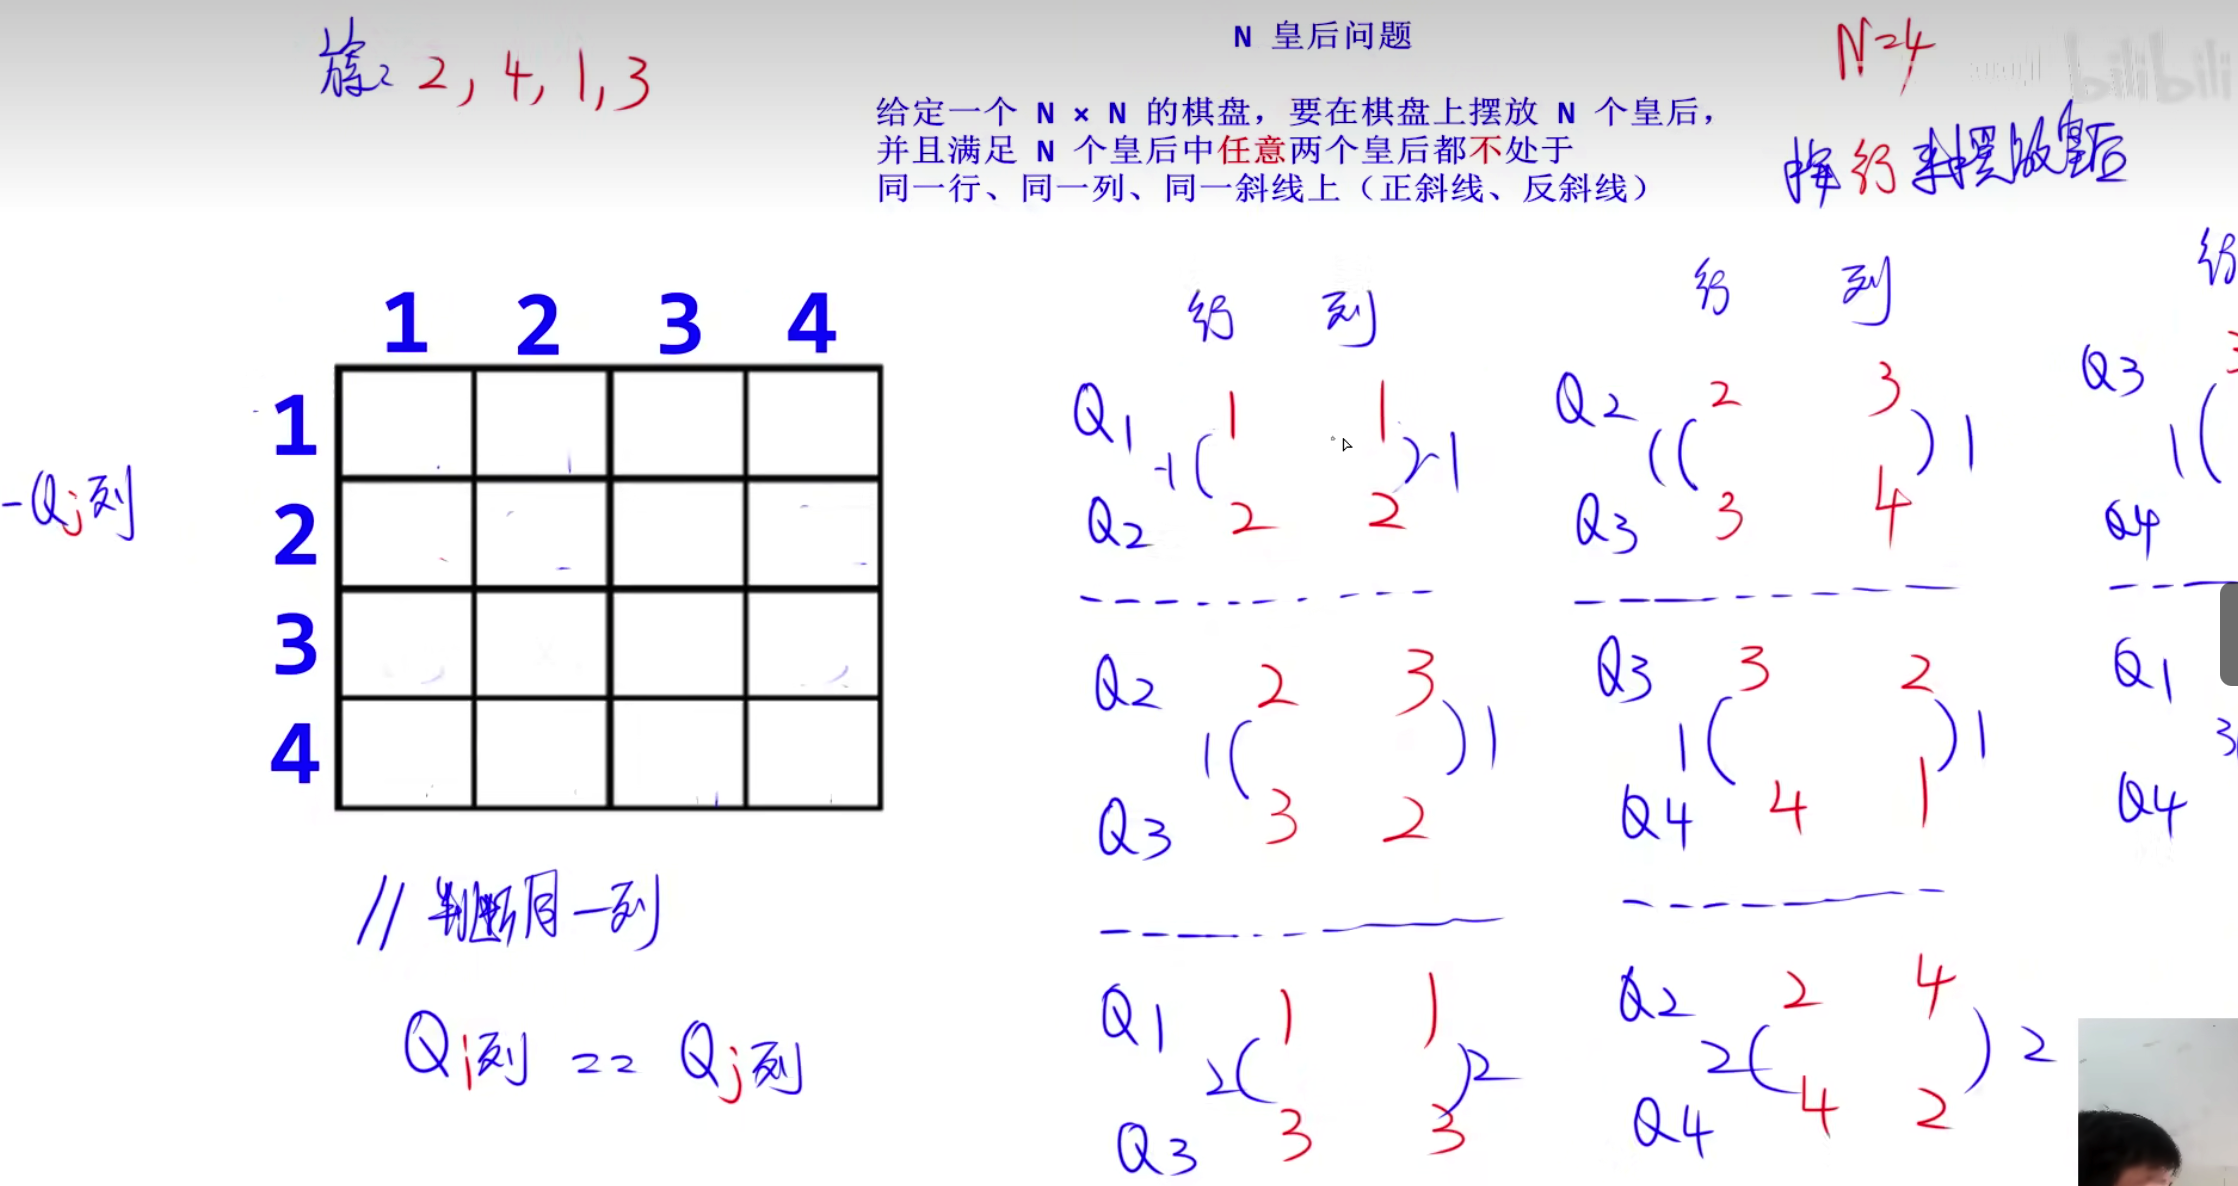 N 皇后问题
N=4
bilibili
解: 2, 4, 1, 3
给定一个 N × N 的棋盘，要在棋盘上摆放 N 个皇后，
并且满足 N 个皇后中任意两个皇后都不处于
同一行、同一列、同一斜线上（正斜线、反斜线）
按行来摆放皇后
1 2 3 4
1
2
3
4
-Qj列
// 判断同一列
Qi列 == Qj列
行 列
Q1 1 1
-1( )-1
Q2 2 2
Q2 2 3
1( )1
Q3 3 2
Q1 1 1
2( )2
Q3 3 3
行 列
Q2 2 3
1( )1
Q3 3 4
Q3 3 2
1( )1
Q4 4 1
Q2 2 4
2( )2
Q4 4 2
行
Q3 3
1(
Q4
Q1
3
Q4